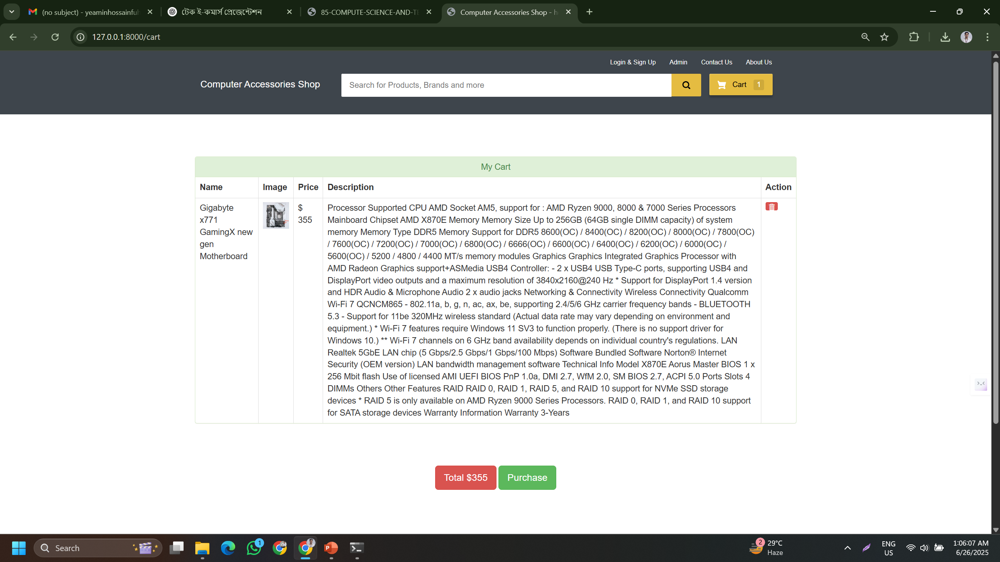 (no subject) - yeaminhossainfuh
টেক ই-কমার্স প্রেজেন্টেশন
85-COMPUTE-SCIENCE-AND-TE
Computer Accessories Shop - h
127.0.0.1:8000/cart
Login & Sign Up Admin Contact Us About Us
Computer Accessories Shop
Search for Products, Brands and more
Cart 1
My Cart
Name Image Price Description Action
Gigabyte
x771
GamingX new
gen
Motherboard
$
355
Processor Supported CPU AMD Socket AM5, support for : AMD Ryzen 9000, 8000 & 7000 Series Processors
Mainboard Chipset AMD X870E Memory Memory Size Up to 256GB (64GB single DIMM capacity) of system
memory Memory Type DDR5 Memory Support for DDR5 8600(OC) / 8400(OC) / 8200(OC) / 8000(OC) / 7800(OC)
/ 7600(OC) / 7200(OC) / 7000(OC) / 6800(OC) / 6666(OC) / 6600(OC) / 6400(OC) / 6200(OC) / 6000(OC) /
5600(OC) / 5200 / 4800 / 4400 MT/s memory modules Graphics Graphics Integrated Graphics Processor with
AMD Radeon Graphics support+ASMedia USB4 Controller: - 2 x USB4 USB Type-C ports, supporting USB4 and
DisplayPort video outputs and a maximum resolution of 3840x2160@240 Hz * Support for DisplayPort 1.4 version
and HDR Audio & Microphone Audio 2 x audio jacks Networking & Connectivity Wireless Connectivity Qualcomm
Wi-Fi 7 QCNCM865 - 802.11a, b, g, n, ac, ax, be, supporting 2.4/5/6 GHz carrier frequency bands - BLUETOOTH
5.3 - Support for 11be 320MHz wireless standard (Actual data rate may vary depending on environment and
equipment.) * Wi-Fi 7 features require Windows 11 SV3 to function properly. (There is no support driver for
Windows 10.) ** Wi-Fi 7 channels on 6 GHz band availability depends on individual country's regulations. LAN
Realtek 5GbE LAN chip (5 Gbps/2.5 Gbps/1 Gbps/100 Mbps) Software Bundled Software Norton® Internet
Security (OEM version) LAN bandwidth management software Technical Info Model X870E Aorus Master BIOS 1 x
256 Mbit flash Use of licensed AMI UEFI BIOS PnP 1.0a, DMI 2.7, WfM 2.0, SM BIOS 2.7, ACPI 5.0 Ports Slots 4
DIMMs Others Other Features RAID RAID 0, RAID 1, RAID 5, and RAID 10 support for NVMe SSD storage
devices * RAID 5 is only available on AMD Ryzen 9000 Series Processors. RAID 0, RAID 1, and RAID 10 support
for SATA storage devices Warranty Information Warranty 3-Years
Total $355 Purchase
Search
1
P
2
29°C
Haze
ENG
US
1:06:07 AM
6/26/2025